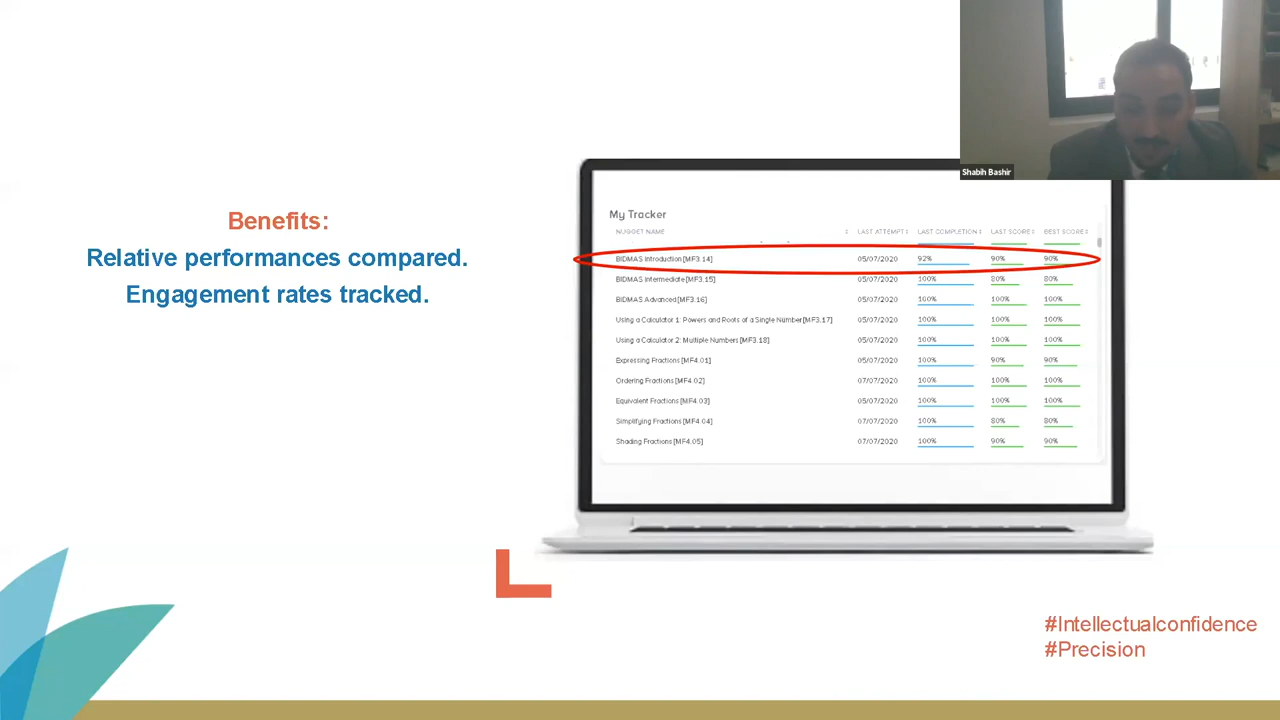 Shabih Bashir
Benefits:
Relative performances compared.
Engagement rates tracked.
My Tracker
NUGGET NAME LAST ATTEMPT LAST COMPLETION LAST SCORE BEST SCORE
BIDMAS Introduction [MF3.14] 05/07/2020 92% 90% 90%
BIDMAS Intermediate [MF3.15] 05/07/2020 100% 80% 80%
BIDMAS Advanced [MF3.16] 05/07/2020 100% 100% 100%
Using a Calculator 1: Powers and Roots of a Single Number [MF3.17] 05/07/2020 100% 100% 100%
Using a Calculator 2: Multiple Numbers [MF3.18] 05/07/2020 100% 100% 100%
Expressing Fractions [MF4.01] 05/07/2020 100% 90% 90%
Ordering Fractions [MF4.02] 07/07/2020 100% 100% 100%
Equivalent Fractions [MF4.03] 05/07/2020 100% 100% 100%
Simplifying Fractions [MF4.04] 07/07/2020 100% 80% 80%
Shading Fractions [MF4.05] 07/07/2020 100% 90% 90%
#Intellectualconfidence
#Precision